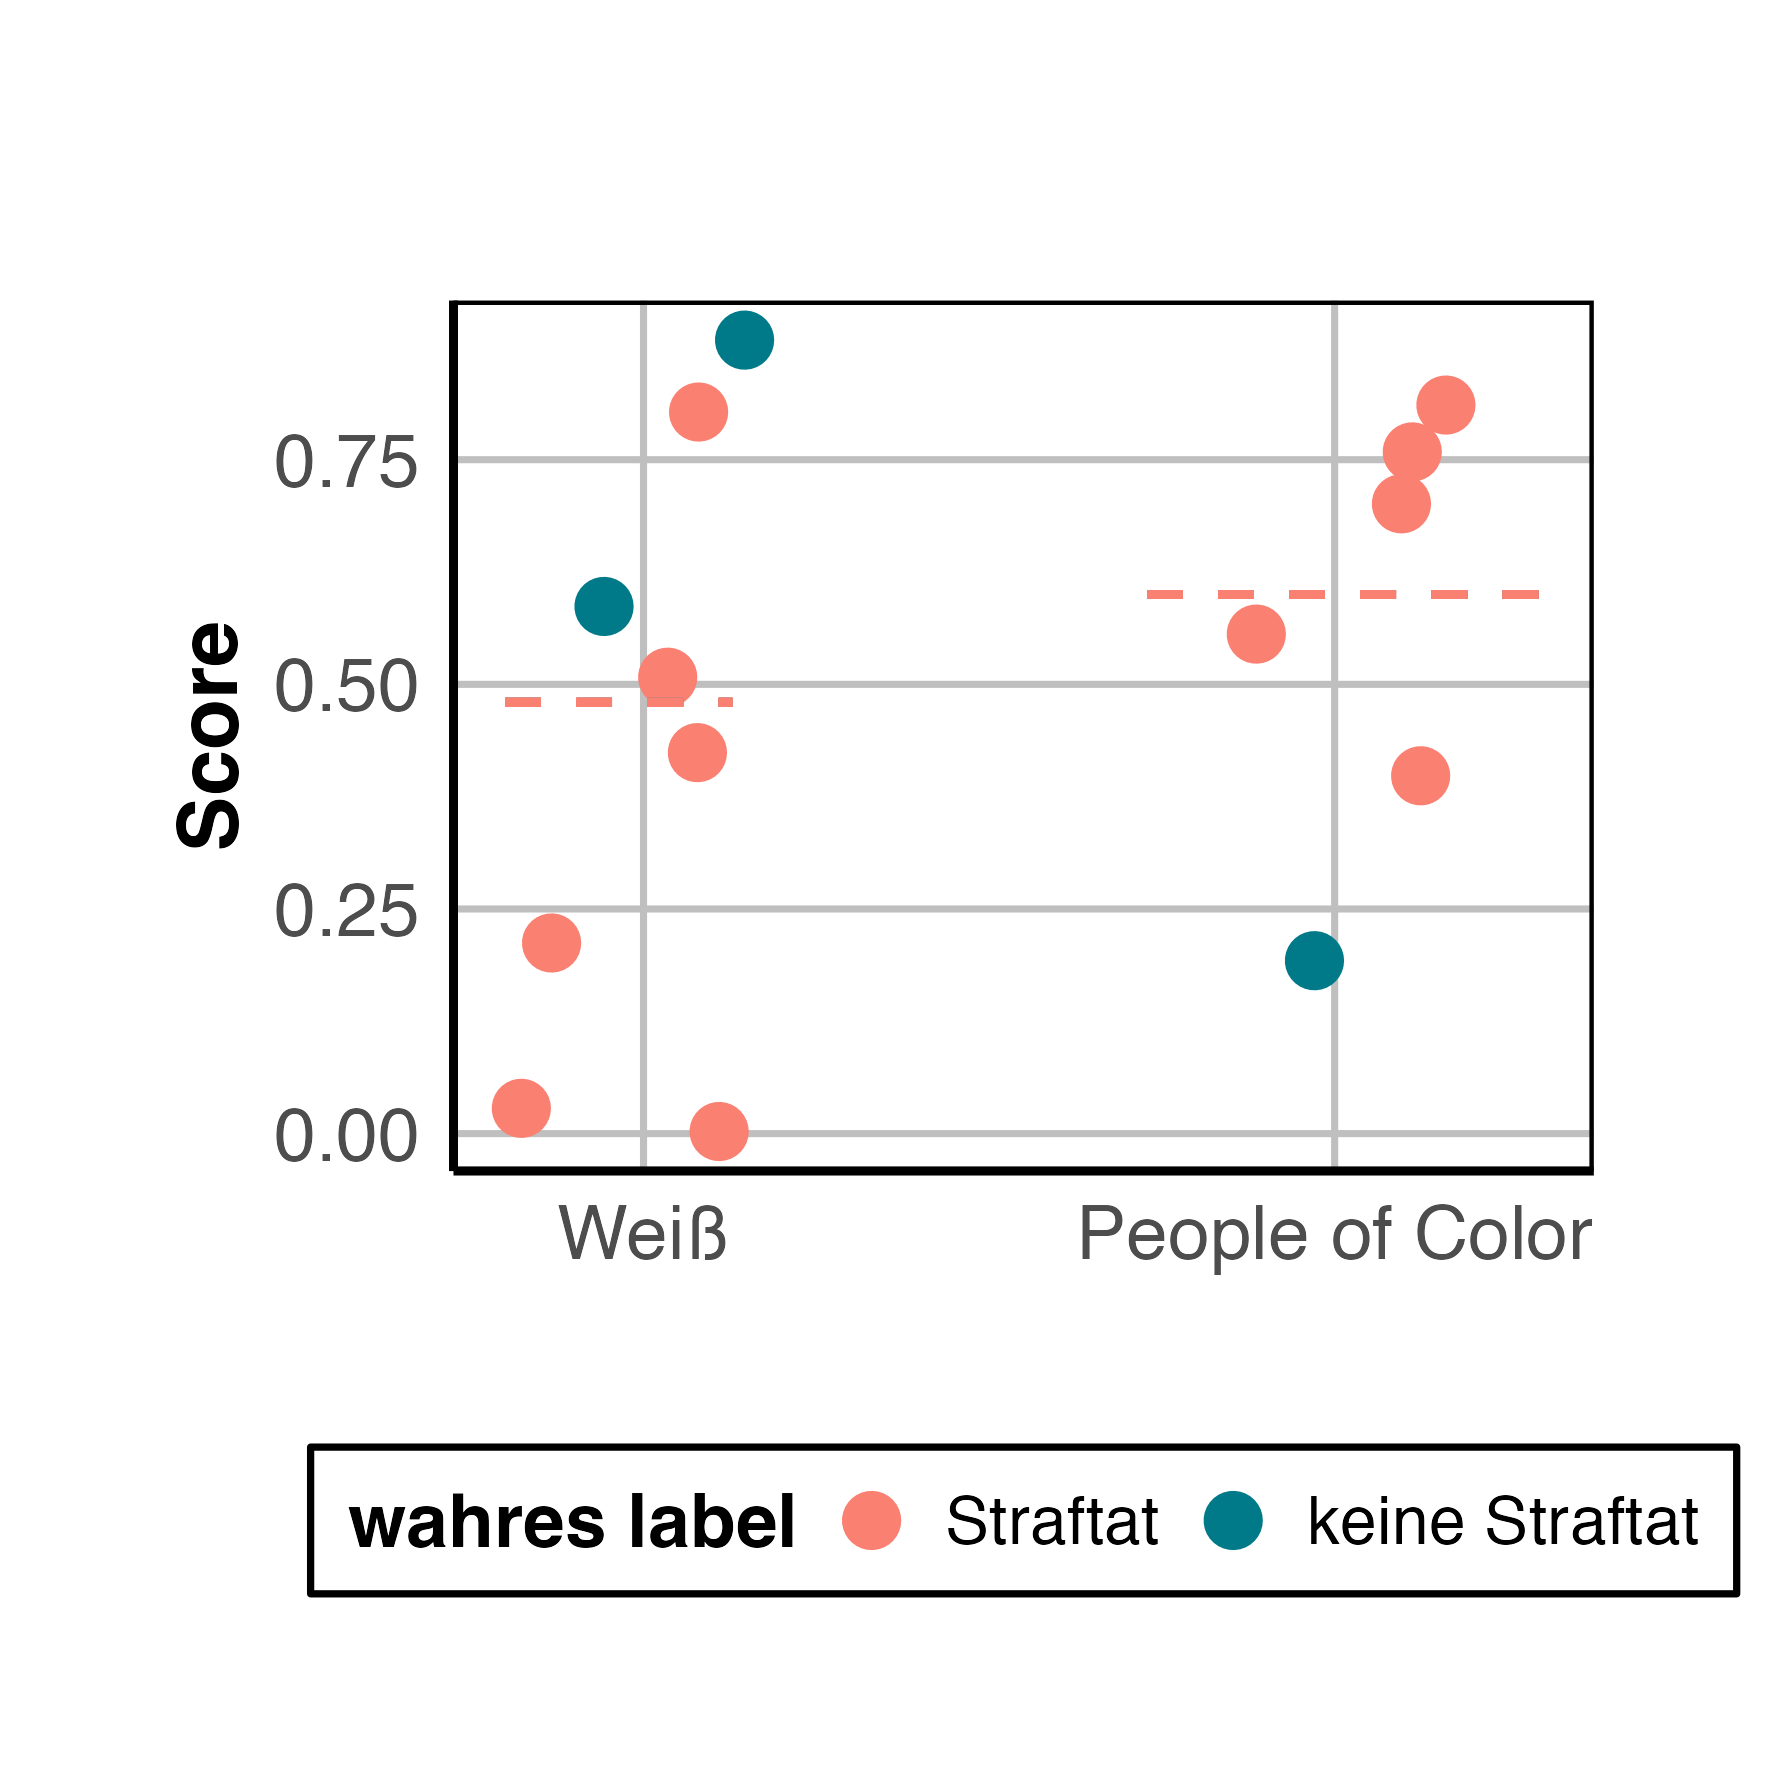 Score
0.75
0.50
0.25
0.00
Weiß People of Color
wahres label Straftat keine Straftat